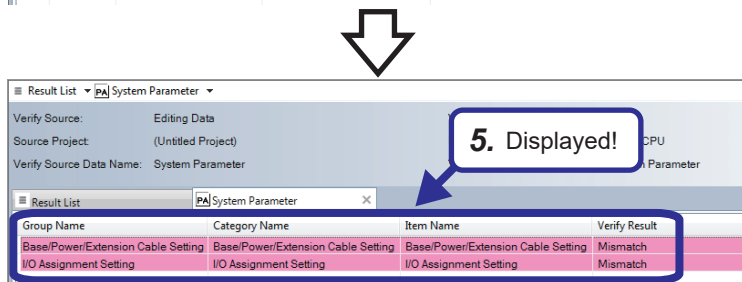 Result List PA System Parameter
Verify Source: Editing Data
Source Project: (Untitled Project) CPU
Verify Source Data Name: System Parameter Parameter
5. Displayed!
Result List PA System Parameter
Group Name Category Name Item Name Verify Result
Base/Power/Extension Cable Setting Base/Power/Extension Cable Setting Base/Power/Extension Cable Setting Mismatch
I/O Assignment Setting I/O Assignment Setting I/O Assignment Setting Mismatch